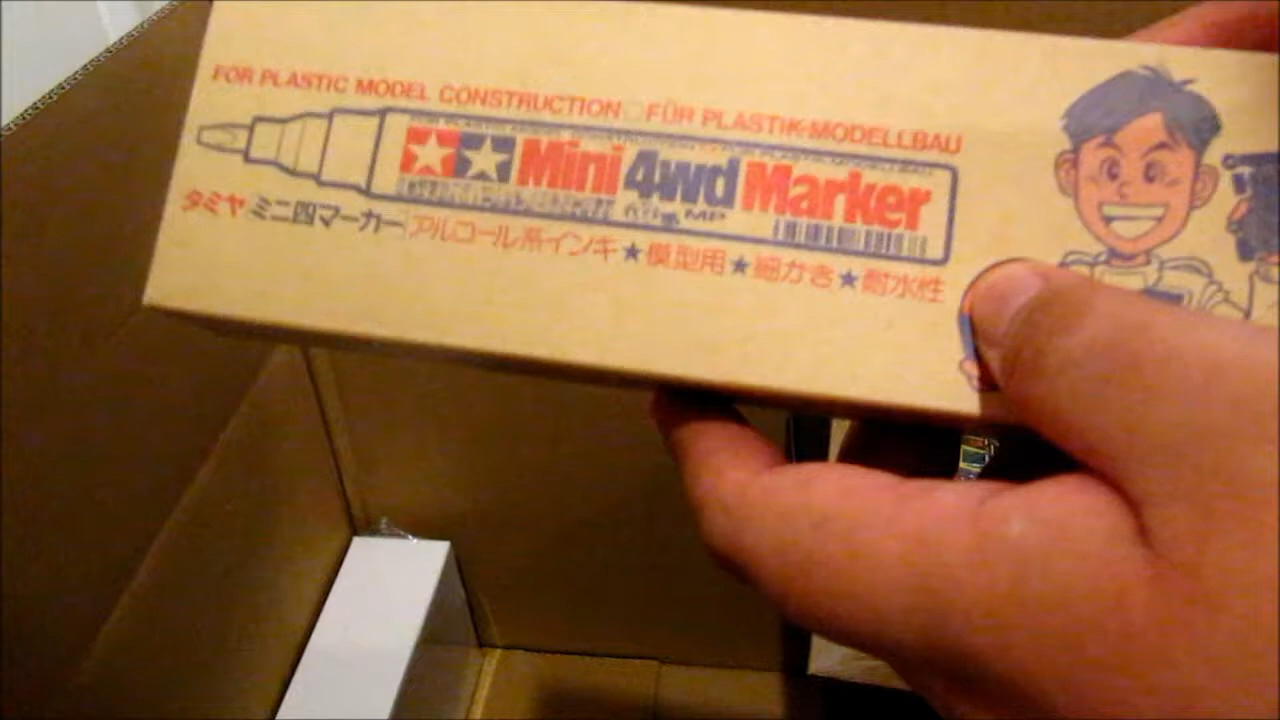 FOR PLASTIC MODEL CONSTRUCTION □ FÜR PLASTIK-MODELLBAU
Mini 4wd Marker
タミヤ ミニ四マーカー アルコール系インキ★模型用★細かき★耐水性